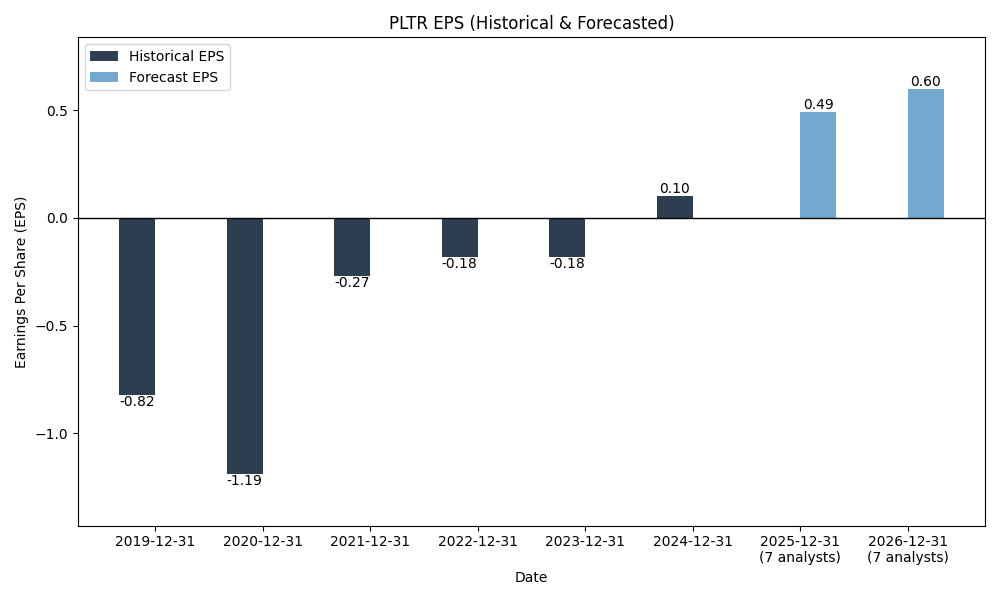 PLTR EPS (Historical & Forecasted)
Historical EPS
Forecast EPS
Earnings Per Share (EPS)
0.5
0.0
−0.5
−1.0
-0.82
-1.19
-0.27
-0.18
-0.18
0.10
0.49
0.60
2019-12-31
2020-12-31
2021-12-31
2022-12-31
2023-12-31
2024-12-31
2025-12-31
(7 analysts)
2026-12-31
(7 analysts)
Date